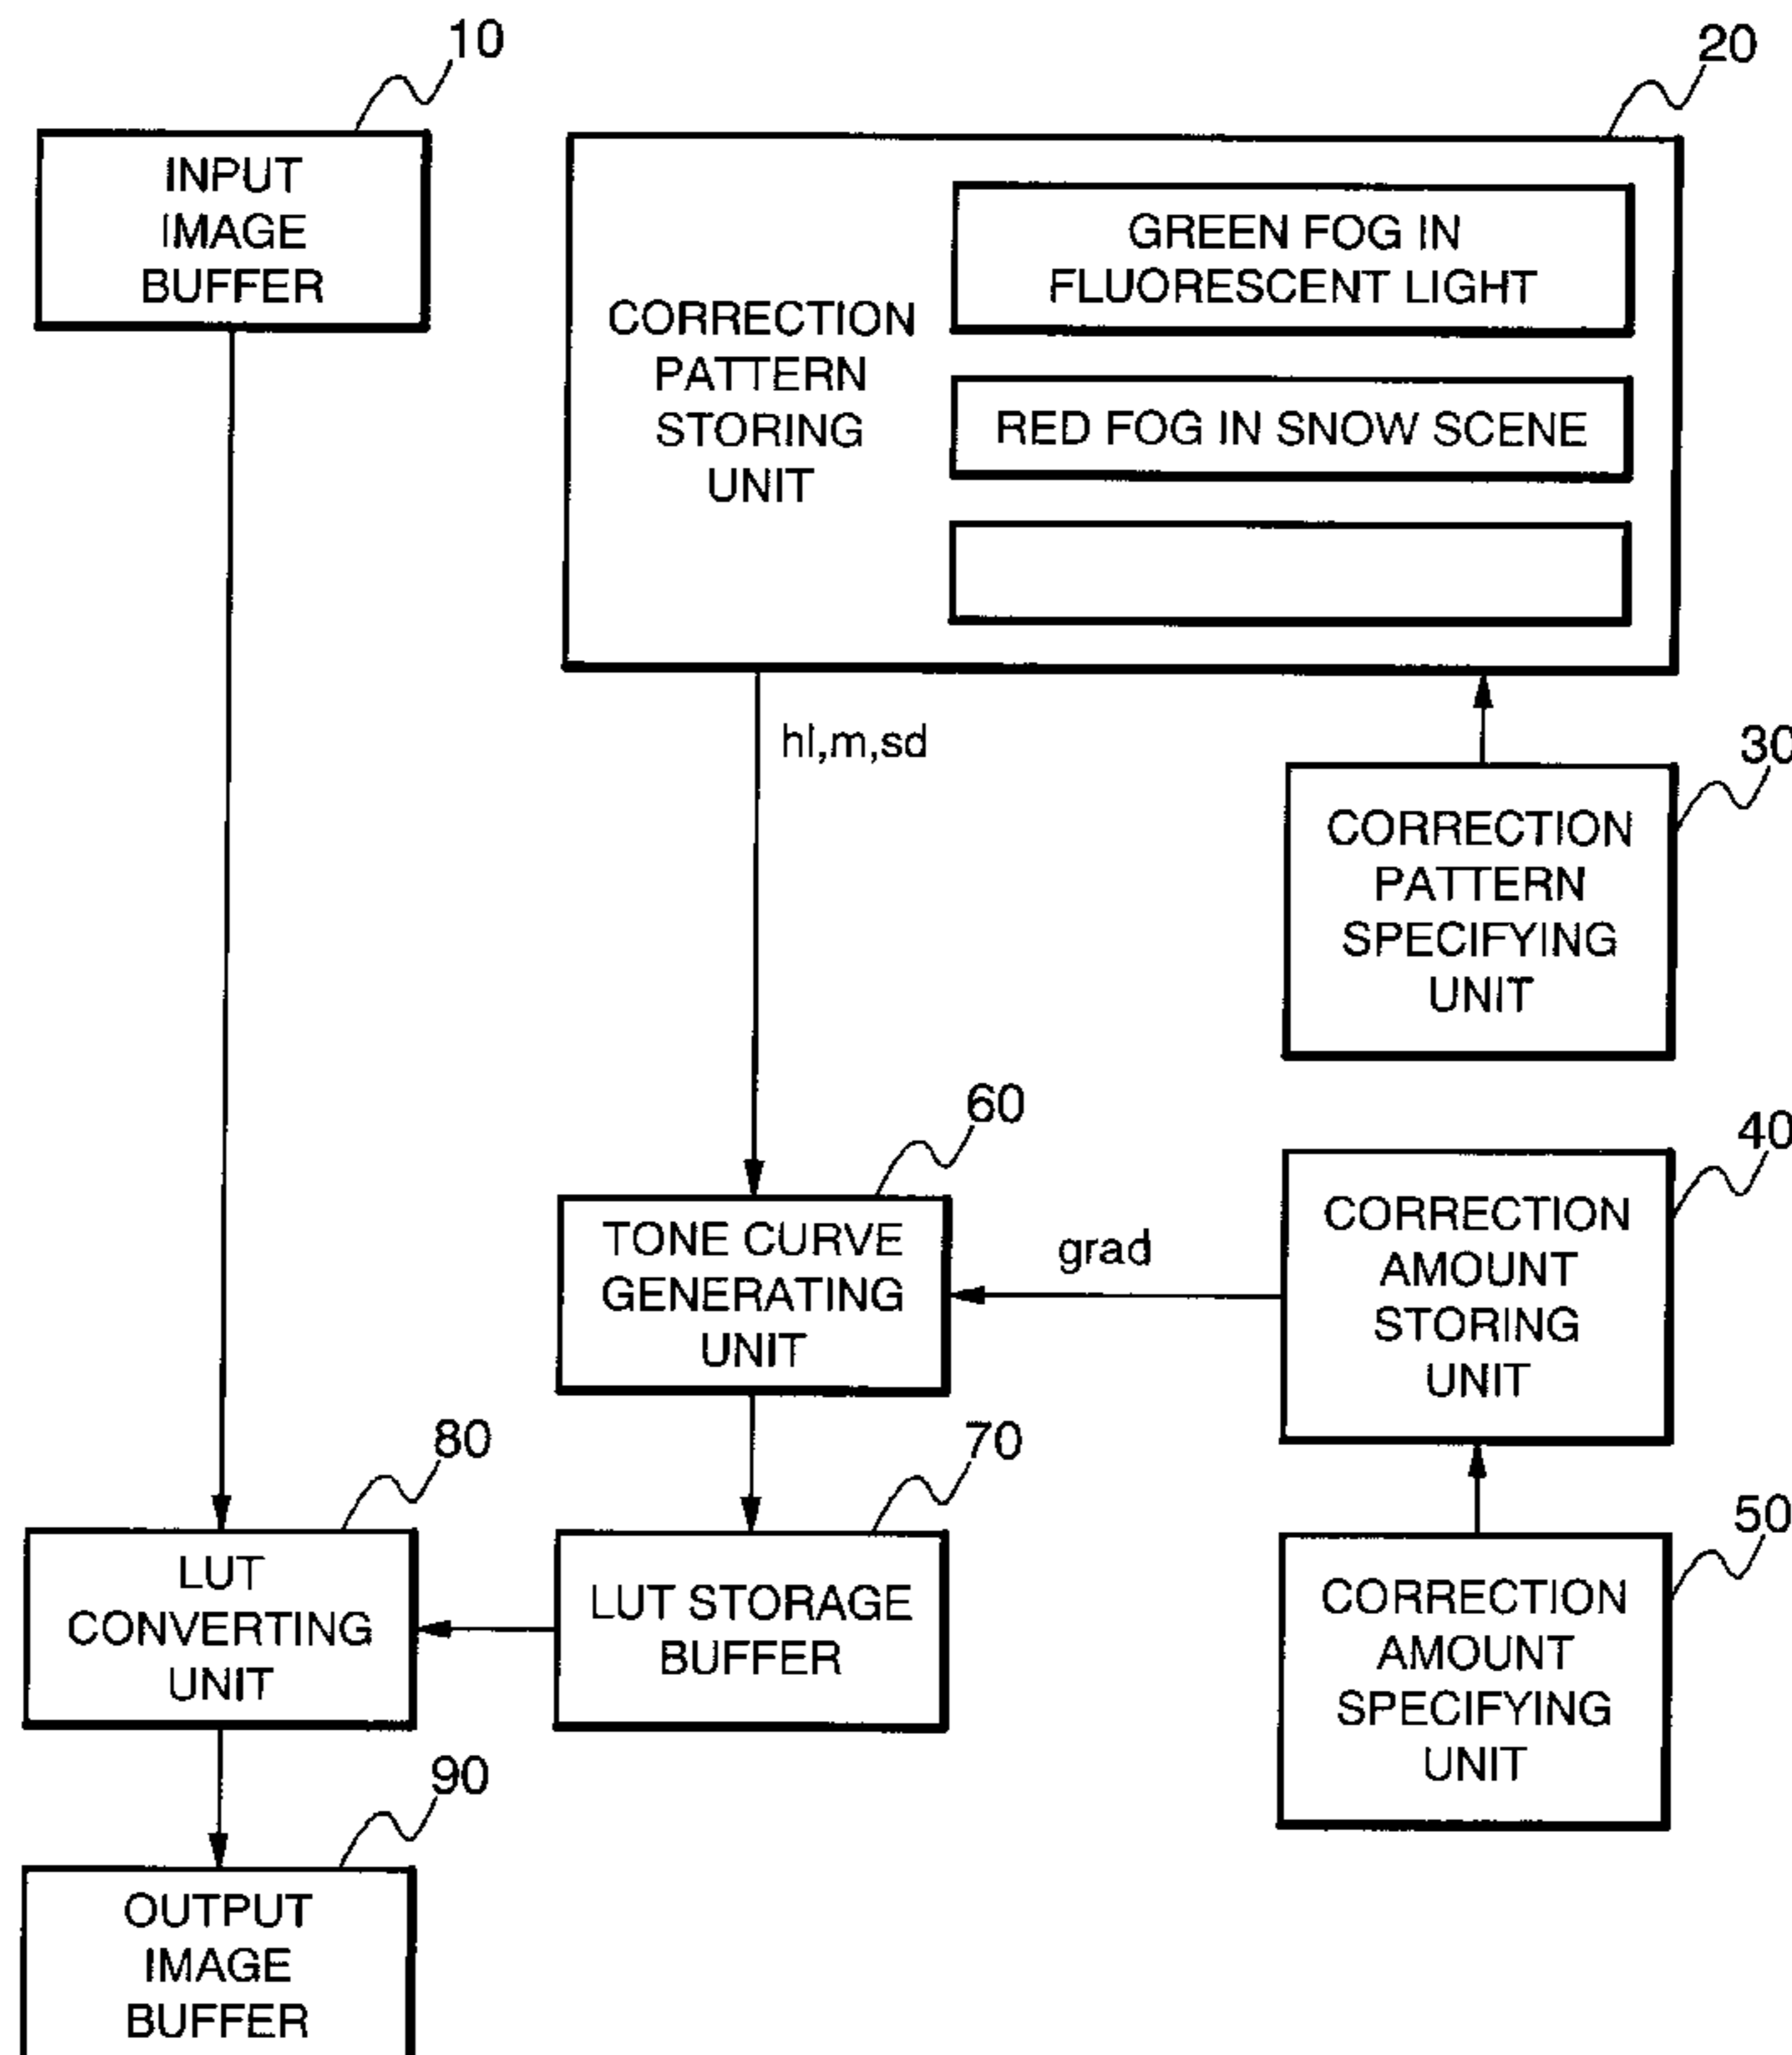 10
INPUT
IMAGE
BUFFER
20
CORRECTION
PATTERN
STORING
UNIT
GREEN FOG IN
FLUORESCENT LIGHT
RED FOG IN SNOW SCENE
hl,m,sd
30
CORRECTION
PATTERN
SPECIFYING
UNIT
60
TONE CURVE
GENERATING
UNIT
grad
40
CORRECTION
AMOUNT
STORING
UNIT
80
LUT
CONVERTING
UNIT
70
LUT STORAGE
BUFFER
50
CORRECTION
AMOUNT
SPECIFYING
UNIT
90
OUTPUT
IMAGE
BUFFER